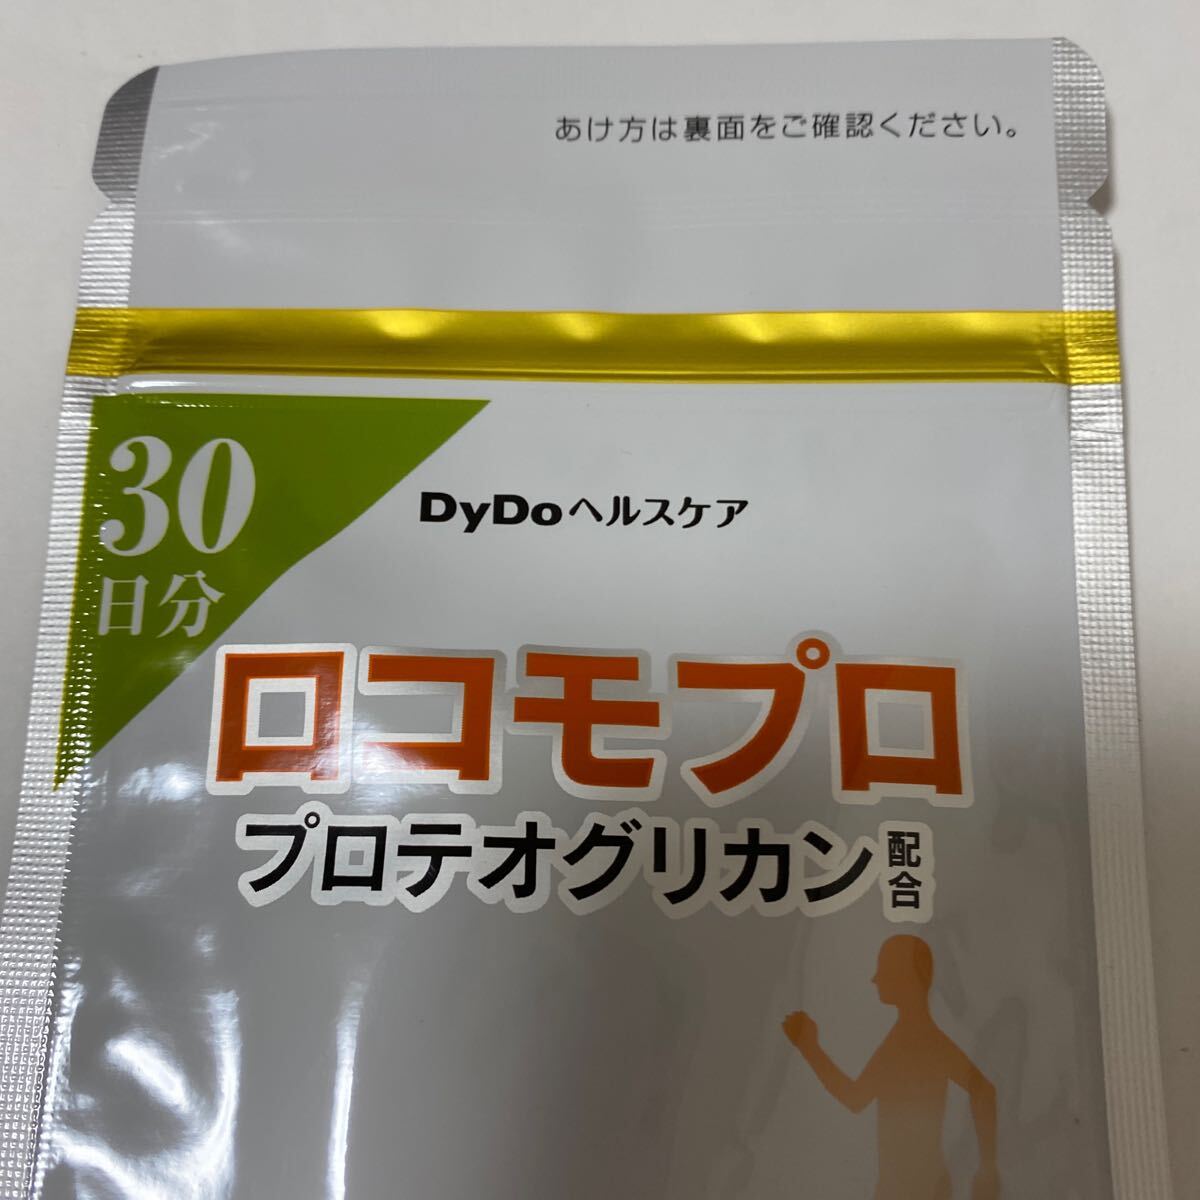 あけ方は裏面をご確認ください。
30
日分
DyDoヘルスケア
ロコモプロ
プロテオグリカン配合